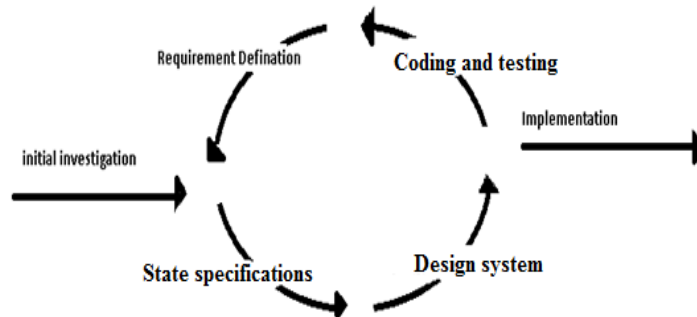 Requirement Defination
Coding and testing
Implementation
initial investigation
State specifications
Design system